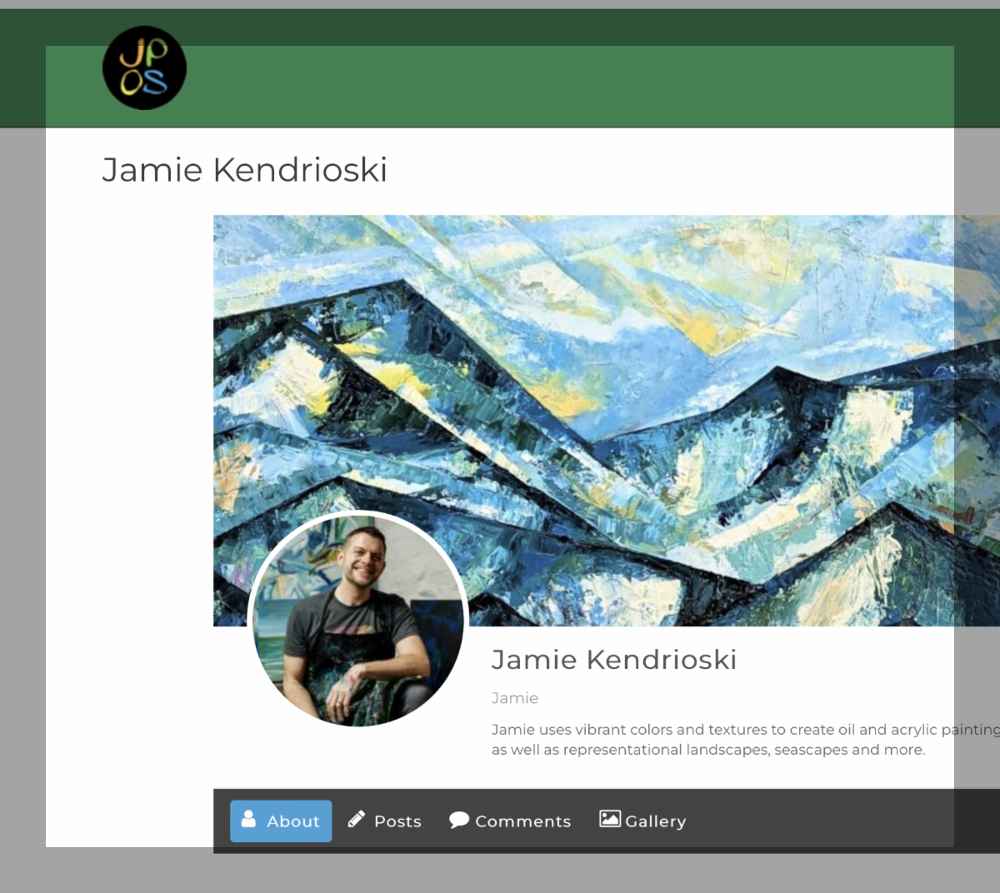 JP
OS
Jamie Kendrioski
Jamie Kendrioski
Jamie
Jamie uses vibrant colors and textures to create oil and acrylic painting
as well as representational landscapes, seascapes and more.
About Posts Comments Gallery